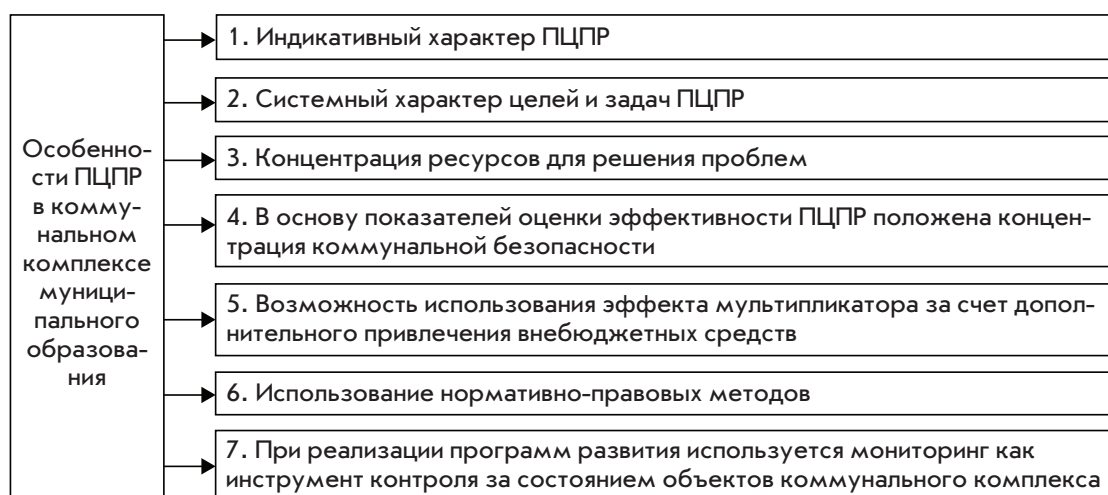 Особенно-
сти ПЦПР
в комму-
нальном
комплексе
муници-
пального
образова-
ния
1. Индикативный характер ПЦПР
2. Системный характер целей и задач ПЦПР
3. Концентрация ресурсов для решения проблем
4. В основу показателей оценки эффективности ПЦПР положена концен-
трация коммунальной безопасности
5. Возможность использования эффекта мультипликатора за счет допол-
нительного привлечения внебюджетных средств
6. Использование нормативно-правовых методов
7. При реализации программ развития используется мониторинг как
инструмент контроля за состоянием объектов коммунального комплекса